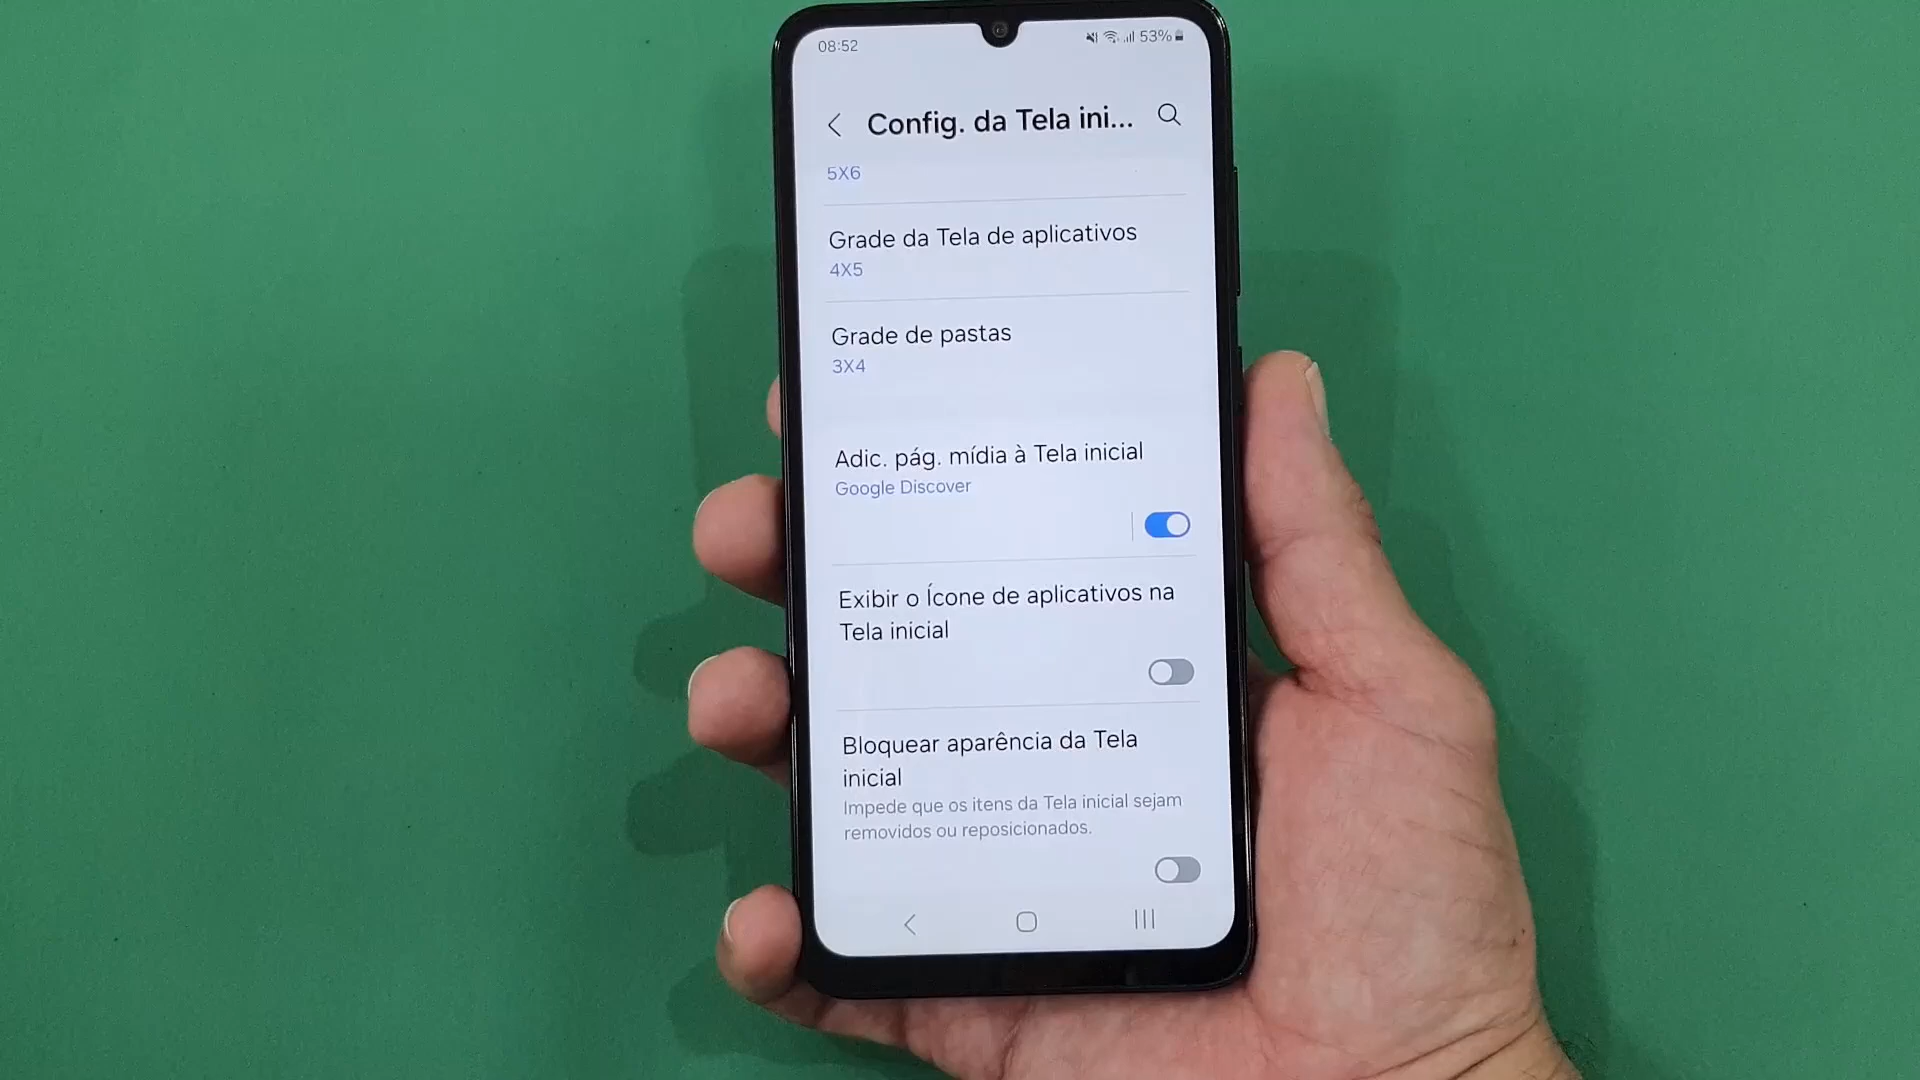 08:52
53%
Config. da Tela ini...
5X6
Grade da Tela de aplicativos
4X5
Grade de pastas
3X4
Adic. pág. mídia à Tela inicial
Google Discover
Exibir o Ícone de aplicativos na
Tela inicial
Bloquear aparência da Tela
inicial
Impede que os itens da Tela inicial sejam
removidos ou reposicionados.